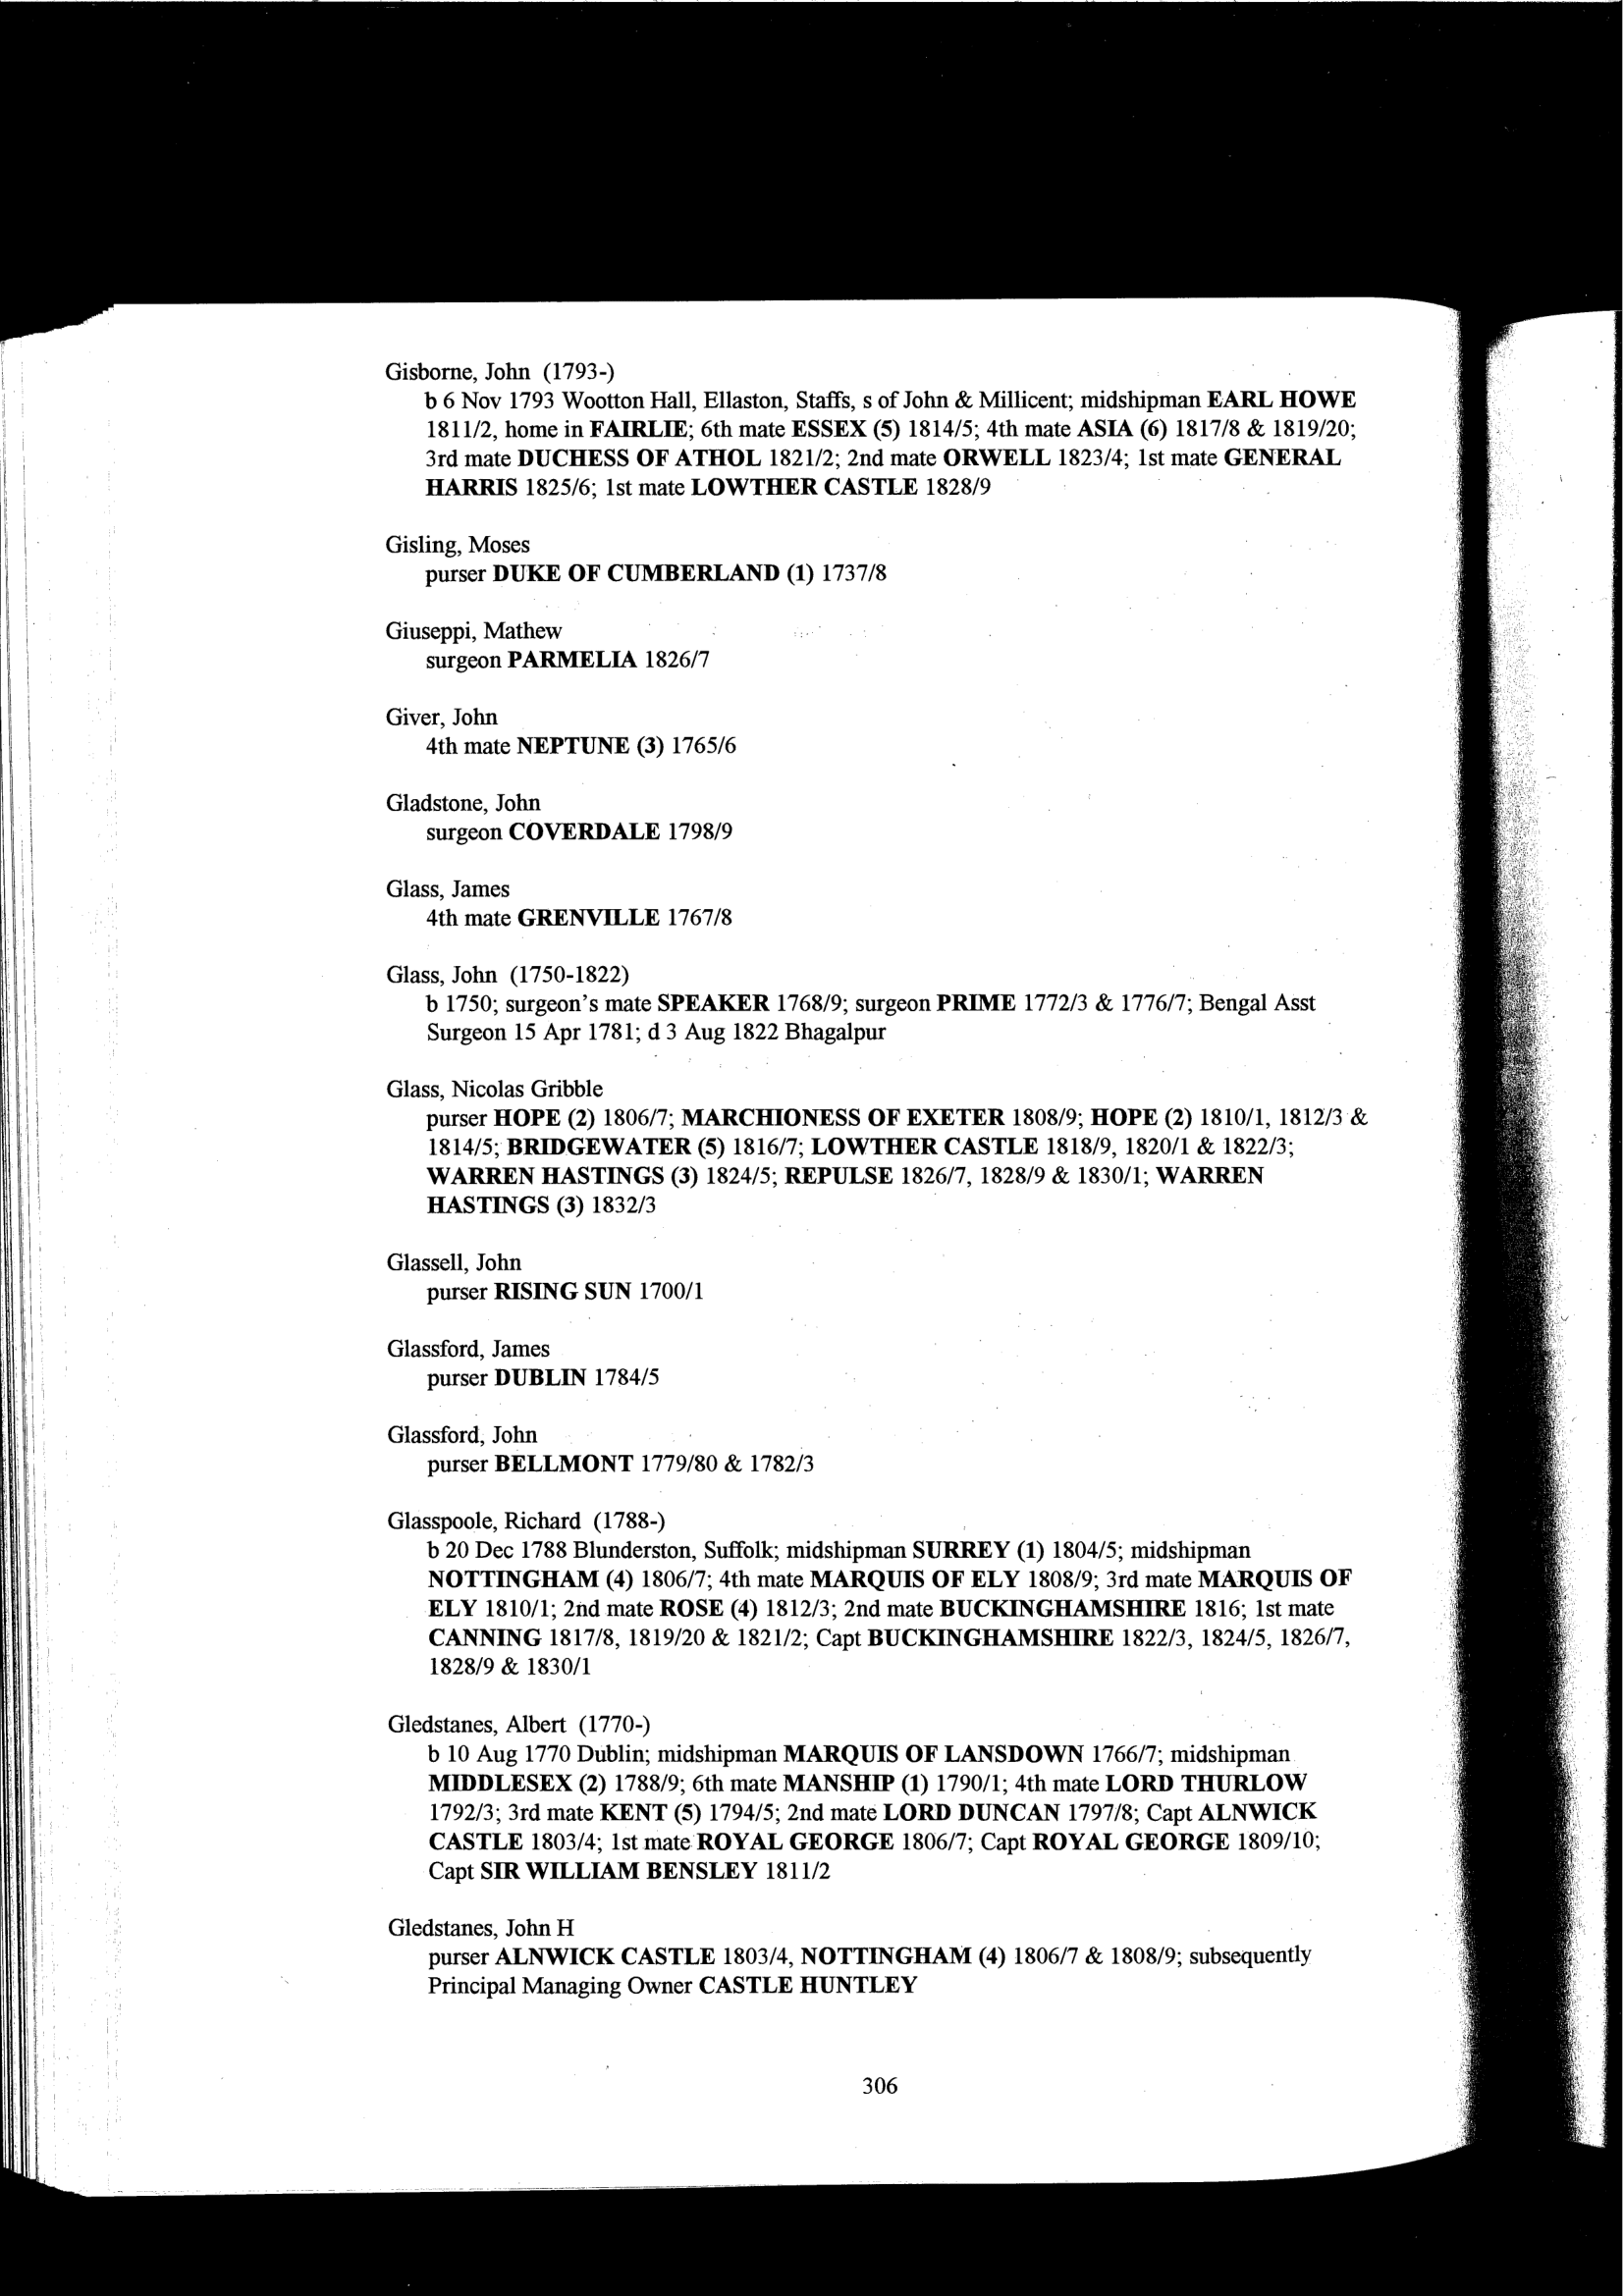 Gisborne, John (1793-)
b 6 Nov 1793 Wootton Hall, Ellaston, Staffs, s of John & Millicent; midshipman EARL HOWE
1811/2, home in FAIRLIE; 6th mate ESSEX (5) 1814/5; 4th mate ASIA (6) 1817/8 & 1819/20;
3rd mate DUCHESS OF ATHOL 1821/2; 2nd mate ORWELL 1823/4; 1st mate GENERAL
HARRIS 1825/6; 1st mate LOWTHER CASTLE 1828/9
Gisling, Moses
purser DUKE OF CUMBERLAND (1) 1737/8
Giuseppi, Mathew
surgeon PARMELIA 1826/7
Giver, John
4th mate NEPTUNE (3) 1765/6
Gladstone, John
surgeon COVERDALE 1798/9
Glass, James
4th mate GRENVILLE 1767/8
Glass, John (1750-1822)
b 1750; surgeon's mate SPEAKER 1768/9; surgeon PRIME 1772/3 & 1776/7; Bengal Asst
Surgeon 15 Apr 1781; d 3 Aug 1822 Bhagalpur
Glass, Nicolas Gribble
purser HOPE (2) 1806/7; MARCHIONESS OF EXETER 1808/9; HOPE (2) 1810/1, 1812/3 &
1814/5; BRIDGEWATER (5) 1816/7; LOWTHER CASTLE 1818/9, 1820/1 & 1822/3;
WARREN HASTINGS (3) 1824/5; REPULSE 1826/7, 1828/9 & 1830/1; WARREN
HASTINGS (3) 1832/3
Glassell, John
purser RISING SUN 1700/1
Glassford, James
purser DUBLIN 1784/5
Glassford, John
purser BELLMONT 1779/80 & 1782/3
Glasspoole, Richard (1788-)
b 20 Dec 1788 Blunderston, Suffolk; midshipman SURREY (1) 1804/5; midshipman
NOTTINGHAM (4) 1806/7; 4th mate MARQUIS OF ELY 1808/9; 3rd mate MARQUIS OF
ELY 1810/1; 2nd mate ROSE (4) 1812/3; 2nd mate BUCKINGHAMSHIRE 1816; 1st mate
CANNING 1817/8, 1819/20 & 1821/2; Capt BUCKINGHAMSHIRE 1822/3, 1824/5, 1826/7,
1828/9 & 1830/1
Gledstanes, Albert (1770-)
b 10 Aug 1770 Dublin; midshipman MARQUIS OF LANSDOWN 1766/7; midshipman
MIDDLESEX (2) 1788/9; 6th mate MANSHIP (1) 1790/1; 4th mate LORD THURLOW
1792/3; 3rd mate KENT (5) 1794/5; 2nd mate LORD DUNCAN 1797/8; Capt ALNWICK
CASTLE 1803/4; 1st mate ROYAL GEORGE 1806/7; Capt ROYAL GEORGE 1809/10;
Capt SIR WILLIAM BENSLEY 1811/2
Gledstanes, John H
purser ALNWICK CASTLE 1803/4, NOTTINGHAM (4) 1806/7 & 1808/9; subsequently
Principal Managing Owner CASTLE HUNTLEY
306